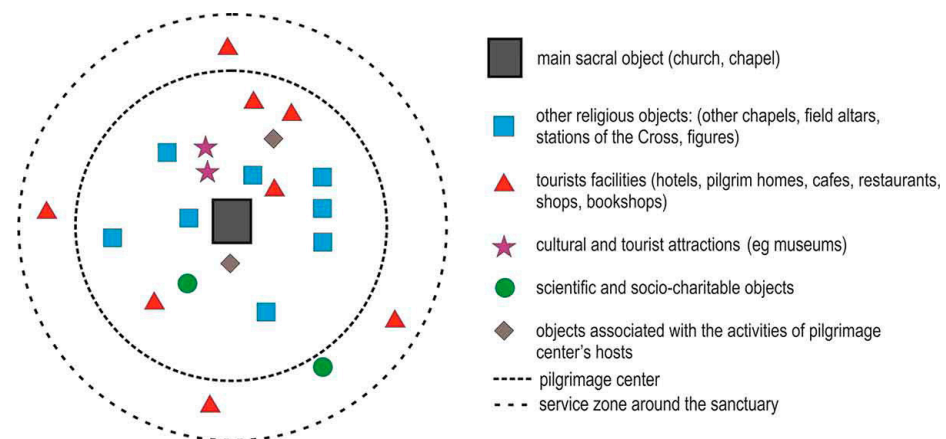 main sacral object (church, chapel)
other religious objects: (other chapels, field altars,
stations of the Cross, figures)
tourists facilities (hotels, pilgrim homes, cafes, restaurants,
shops, bookshops)
cultural and tourist attractions (eg museums)
scientific and socio-charitable objects
objects associated with the activities of pilgrimage
center's hosts
pilgrimage center
service zone around the sanctuary